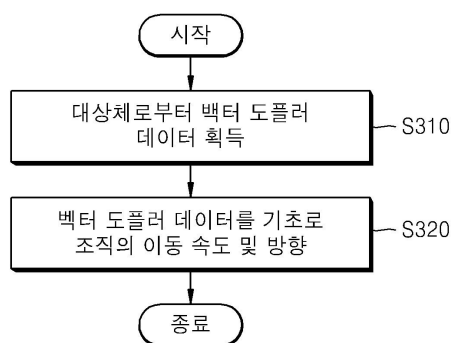 시작
대상체로부터 백터 도플러
데이터 획득
S310
벡터 도플러 데이터를 기초로
조직의 이동 속도 및 방향
S320
종료